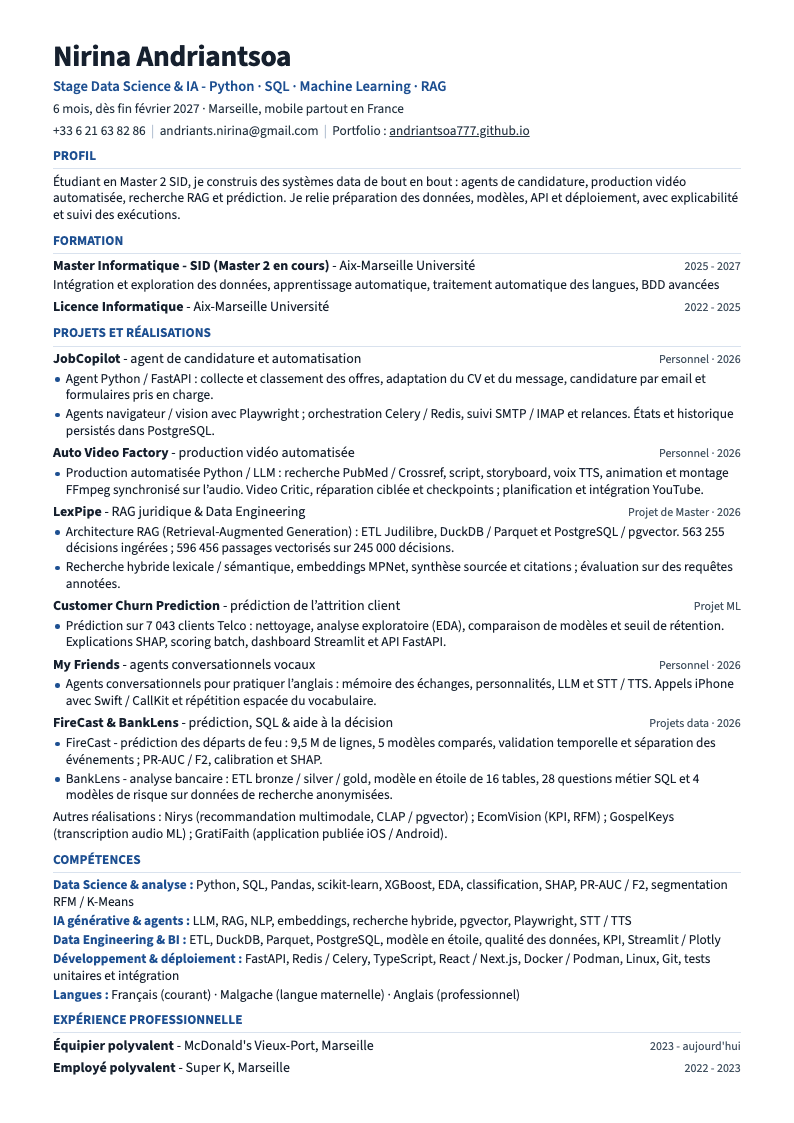 Nirina Andriantsoa
Stage Data Science & IA - Python · SQL · Machine Learning · RAG
6 mois, dès fin février 2027 · Marseille, mobile partout en France
+33 6 21 63 82 86 | andriants.nirina@gmail.com | Portfolio : andriantsoa777.github.io
PROFIL
Étudiant en Master 2 SID, je construis des systèmes data de bout en bout : agents de candidature, production vidéo
automatisée, recherche RAG et prédiction. Je relie préparation des données, modèles, API et déploiement, avec explicabilité
et suivi des exécutions.
FORMATION
Master Informatique - SID (Master 2 en cours) - Aix-Marseille Université 2025 - 2027
Intégration et exploration des données, apprentissage automatique, traitement automatique des langues, BDD avancées
Licence Informatique - Aix-Marseille Université 2022 - 2025
PROJETS ET RÉALISATIONS
JobCopilot - agent de candidature et automatisation Personnel · 2026
• Agent Python / FastAPI : collecte et classement des offres, adaptation du CV et du message, candidature par email et
formulaires pris en charge.
• Agents navigateur / vision avec Playwright ; orchestration Celery / Redis, suivi SMTP / IMAP et relances. États et historique
persistés dans PostgreSQL.
Auto Video Factory - production vidéo automatisée Personnel · 2026
• Production automatisée Python / LLM : recherche PubMed / Crossref, script, storyboard, voix TTS, animation et montage
FFmpeg synchronisé sur l’audio. Video Critic, réparation ciblée et checkpoints ; planification et intégration YouTube.
LexPipe - RAG juridique & Data Engineering Projet de Master · 2026
• Architecture RAG (Retrieval-Augmented Generation) : ETL Judilibre, DuckDB / Parquet et PostgreSQL / pgvector. 563 255
décisions ingérées ; 596 456 passages vectorisés sur 245 000 décisions.
• Recherche hybride lexicale / sémantique, embeddings MPNet, synthèse sourcée et citations ; évaluation sur des requêtes
annotées.
Customer Churn Prediction - prédiction de l’attrition client Projet ML
• Prédiction sur 7 043 clients Telco : nettoyage, analyse exploratoire (EDA), comparaison de modèles et seuil de rétention.
Explications SHAP, scoring batch, dashboard Streamlit et API FastAPI.
My Friends - agents conversationnels vocaux Personnel · 2026
• Agents conversationnels pour pratiquer l’anglais : mémoire des échanges, personnalités, LLM et STT / TTS. Appels iPhone
avec Swift / CallKit et répétition espacée du vocabulaire.
FireCast & BankLens - prédiction, SQL & aide à la décision Projets data · 2026
• FireCast - prédiction des départs de feu : 9,5 M de lignes, 5 modèles comparés, validation temporelle et séparation des
événements ; PR-AUC / F2, calibration et SHAP.
• BankLens - analyse bancaire : ETL bronze / silver / gold, modèle en étoile de 16 tables, 28 questions métier SQL et 4
modèles de risque sur données de recherche anonymisées.
Autres réalisations : Nirys (recommandation multimodale, CLAP / pgvector) ; EcomVision (KPI, RFM) ; GospelKeys
(transcription audio ML) ; GratiFaith (application publiée iOS / Android).
COMPÉTENCES
Data Science & analyse : Python, SQL, Pandas, scikit-learn, XGBoost, EDA, classification, SHAP, PR-AUC / F2, segmentation
RFM / K-Means
IA générative & agents : LLM, RAG, NLP, embeddings, recherche hybride, pgvector, Playwright, STT / TTS
Data Engineering & BI : ETL, DuckDB, Parquet, PostgreSQL, modèle en étoile, qualité des données, KPI, Streamlit / Plotly
Développement & déploiement : FastAPI, Redis / Celery, TypeScript, React / Next.js, Docker / Podman, Linux, Git, tests
unitaires et intégration
Langues : Français (courant) · Malgache (langue maternelle) · Anglais (professionnel)
EXPÉRIENCE PROFESSIONNELLE
Équipier polyvalent - McDonald's Vieux-Port, Marseille 2023 - aujourd'hui
Employé polyvalent - Super K, Marseille 2022 - 2023